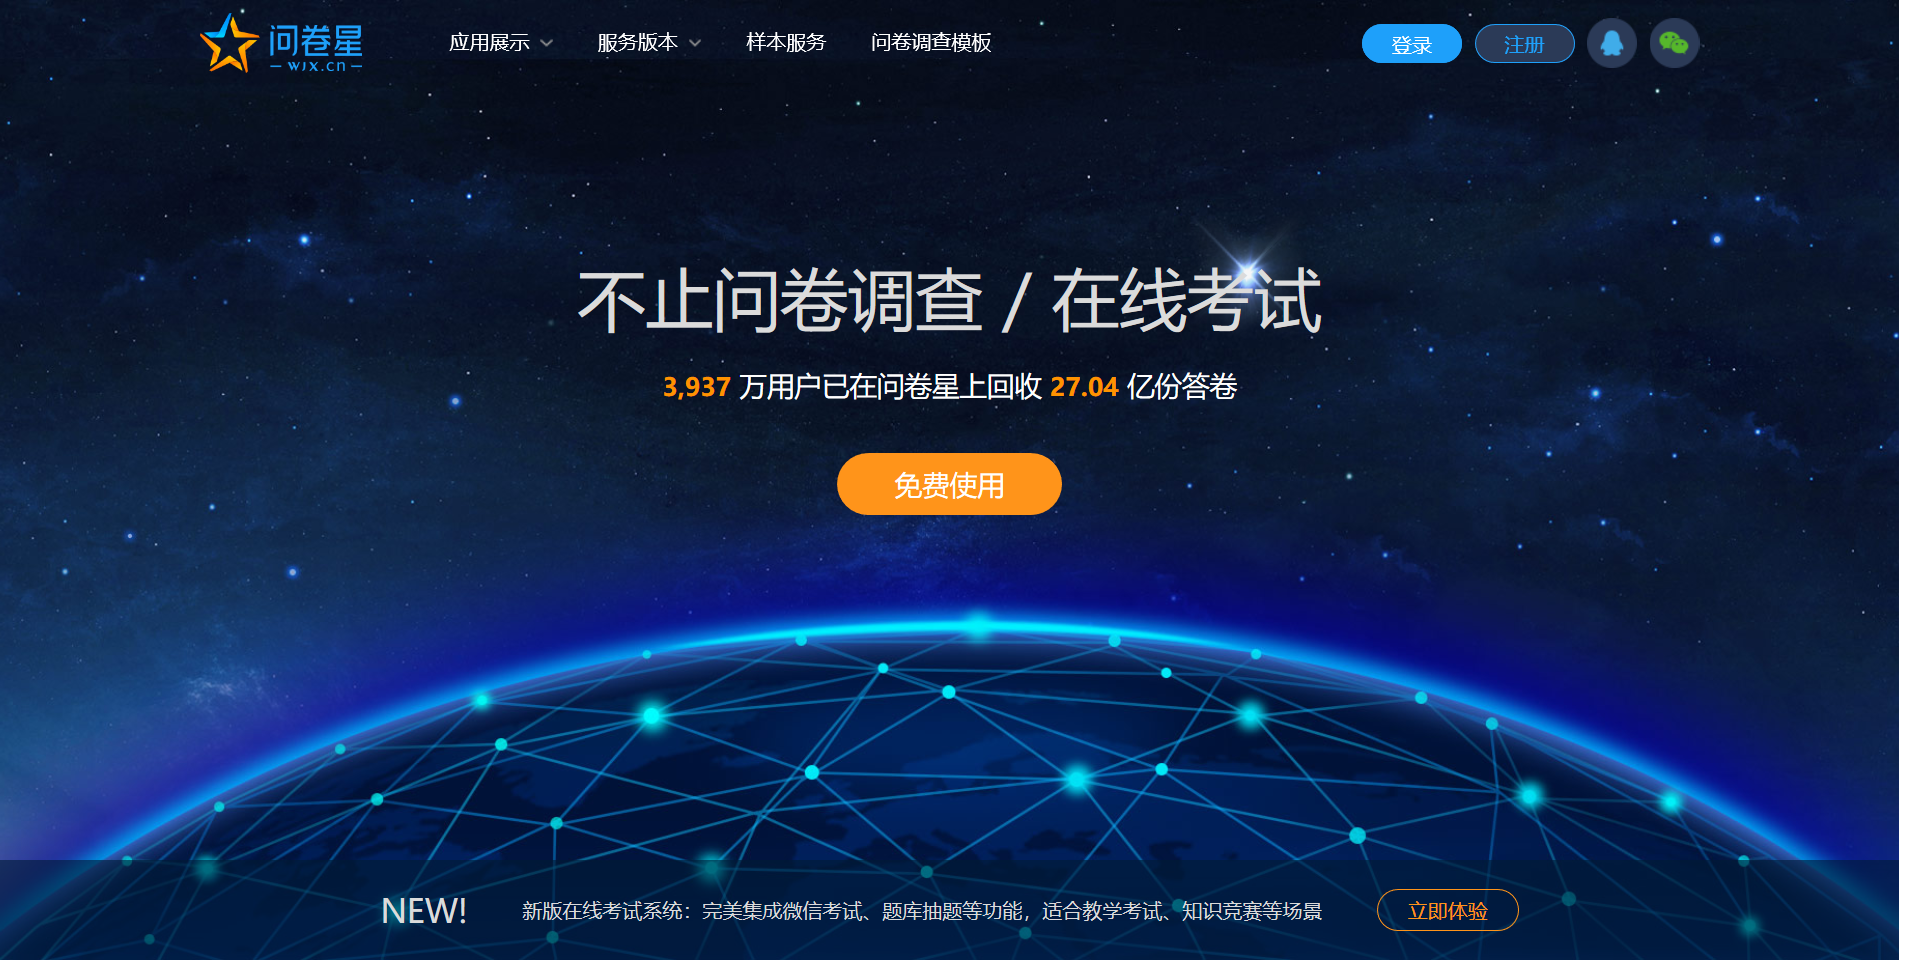 问卷星
wjx.cn
应用展示 服务版本 样本服务 问卷调查模板
登录 注册
不止问卷调查 / 在线考试
3,937 万用户已在问卷星上回收 27.04 亿份答卷
免费使用
NEW! 新版在线考试系统：完美集成微信考试、题库抽题等功能，适合教学考试、知识竞赛等场景 立即体验